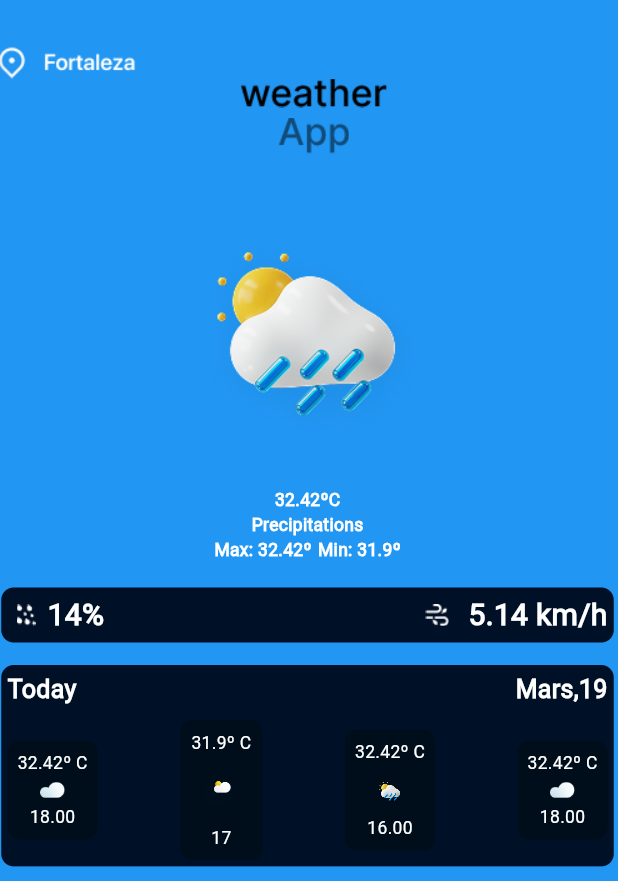 Fortaleza
weather
App
32.42ºC
Precipitations
Max: 32.42º Min: 31.9º
14% 5.14 km/h
Today Mars,19
32.42º C 31.9º C 32.42º C 32.42º C
18.00 17 16.00 18.00